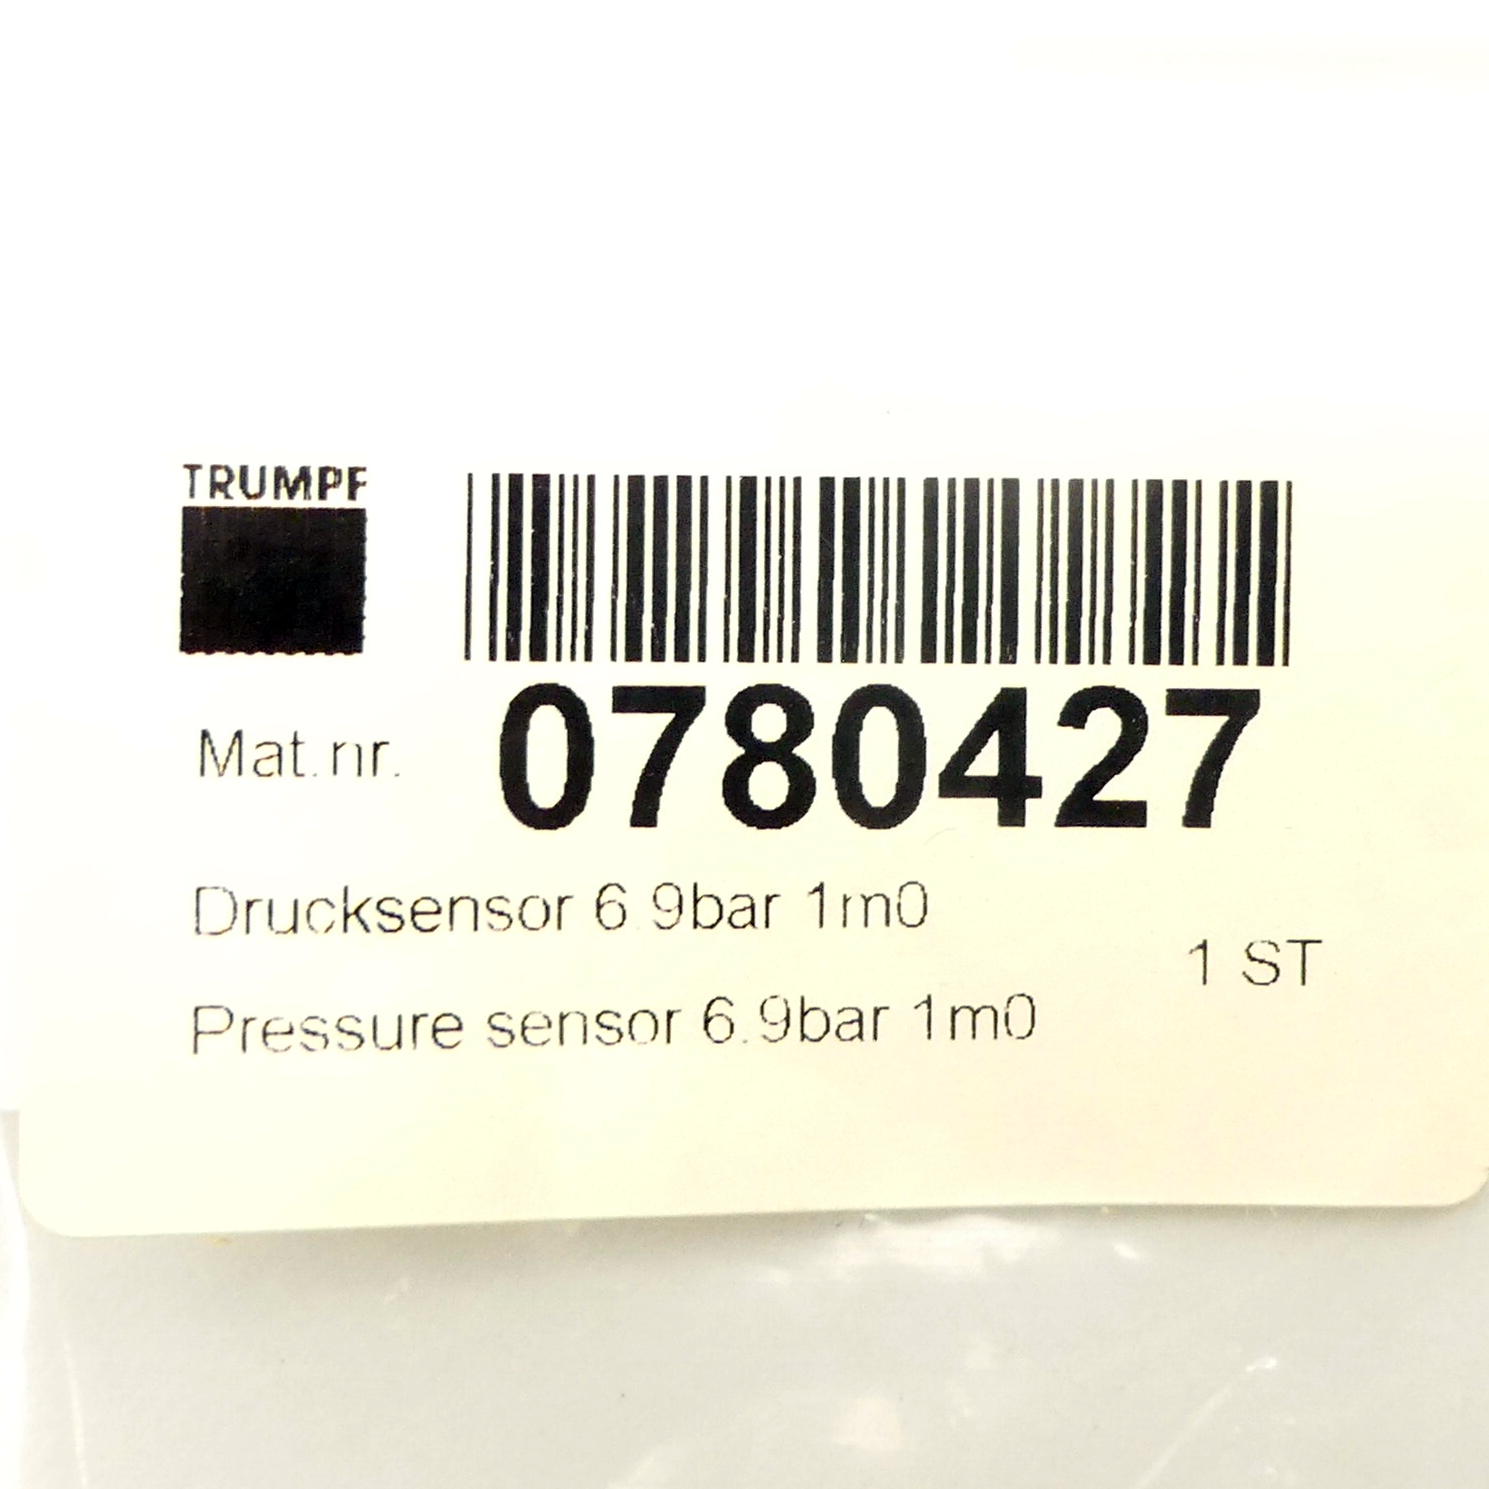 TRUMPF
Mat.nr. 0780427
Drucksensor 6.9bar 1m0
1 ST
Pressure sensor 6.9bar 1m0